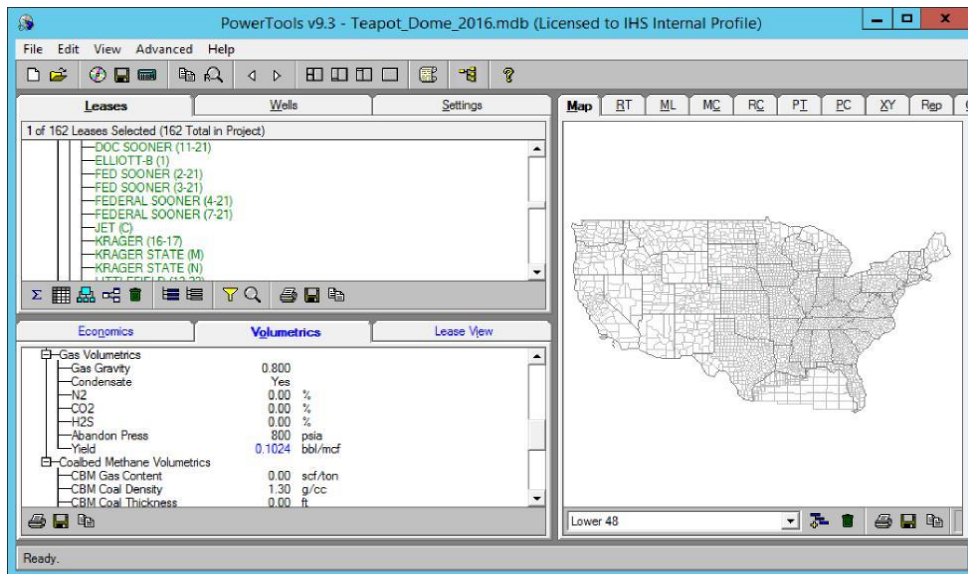 PowerTools v9.3 - Teapot_Dome_2016.mdb (Licensed to IHS Internal Profile)
File Edit View Advanced Help
Leases Wells Settings
1 of 162 Leases Selected (162 Total in Project)
DOC SOONER (11-21)
ELLIOTT-B (1)
FED SOONER (2-21)
FED SOONER (3-21)
FEDERAL SOONER (4-21)
FEDERAL SOONER (7-21)
JET (C)
KRAGER (16-17)
KRAGER STATE (M)
KRAGER STATE (N)
Economics Volumetrics Lease View
Gas Volumetrics
Gas Gravity 0.800
Condensate Yes
N2 0.00 %
CO2 0.00 %
H2S 0.00 %
Abandon Press 800 psia
Yield 0.1024 bbl/mcf
Coalbed Methane Volumetrics
CBM Gas Content 0.00 scf/ton
CBM Coal Density 1.30 g/cc
CBM Coal Thickness 0.00 ft
Map RT ML MC RC PT PC XY Rep
Lower 48
Ready.